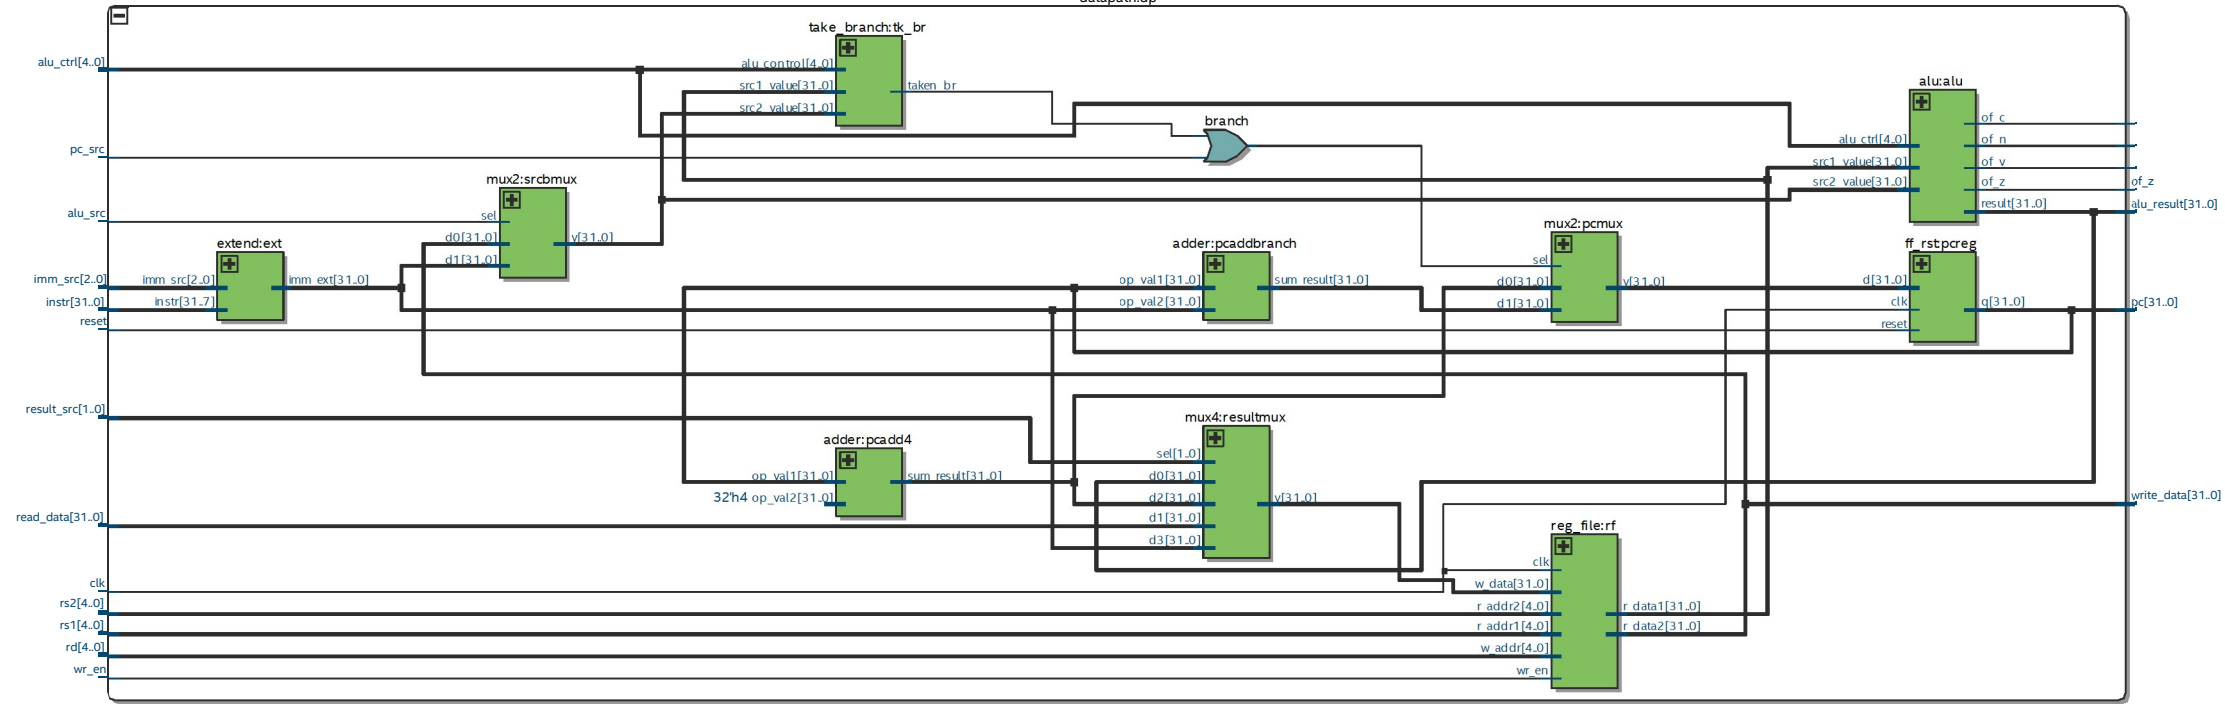 datapath:dp
take_branch:tk_br
alu_ctrl[4..0]
alu_control[4..0]
src1_value[31..0]
src2_value[31..0]
taken_br
alu:alu
alu_ctrl[4..0]
src1_value[31..0]
src2_value[31..0]
of_c
of_n
of_v
of_z
result[31..0]
of_z
alu_result[31..0]
branch
pc_src
mux2:srcbmux
alu_src
sel
d0[31..0]
d1[31..0]
y[31..0]
extend:ext
imm_src[2..0]
instr[31..0]
reset
imm_src[2..0]
instr[31..7]
imm_ext[31..0]
adder:pcaddbranch
op_val1[31..0]
op_val2[31..0]
sum_result[31..0]
mux2:pcmux
sel
d0[31..0]
d1[31..0]
y[31..0]
ff_rst:pcreg
d[31..0]
clk
reset
q[31..0]
pc[31..0]
result_src[1..0]
adder:pcadd4
op_val1[31..0]
32'h4 op_val2[31..0]
sum_result[31..0]
mux4:resultmux
sel[1..0]
d0[31..0]
d2[31..0]
d1[31..0]
d3[31..0]
y[31..0]
write_data[31..0]
read_data[31..0]
reg_file:rf
clk
w_data[31..0]
r_addr2[4..0]
r_addr1[4..0]
w_addr[4..0]
wr_en
r_data1[31..0]
r_data2[31..0]
clk
rs2[4..0]
rs1[4..0]
rd[4..0]
wr_en